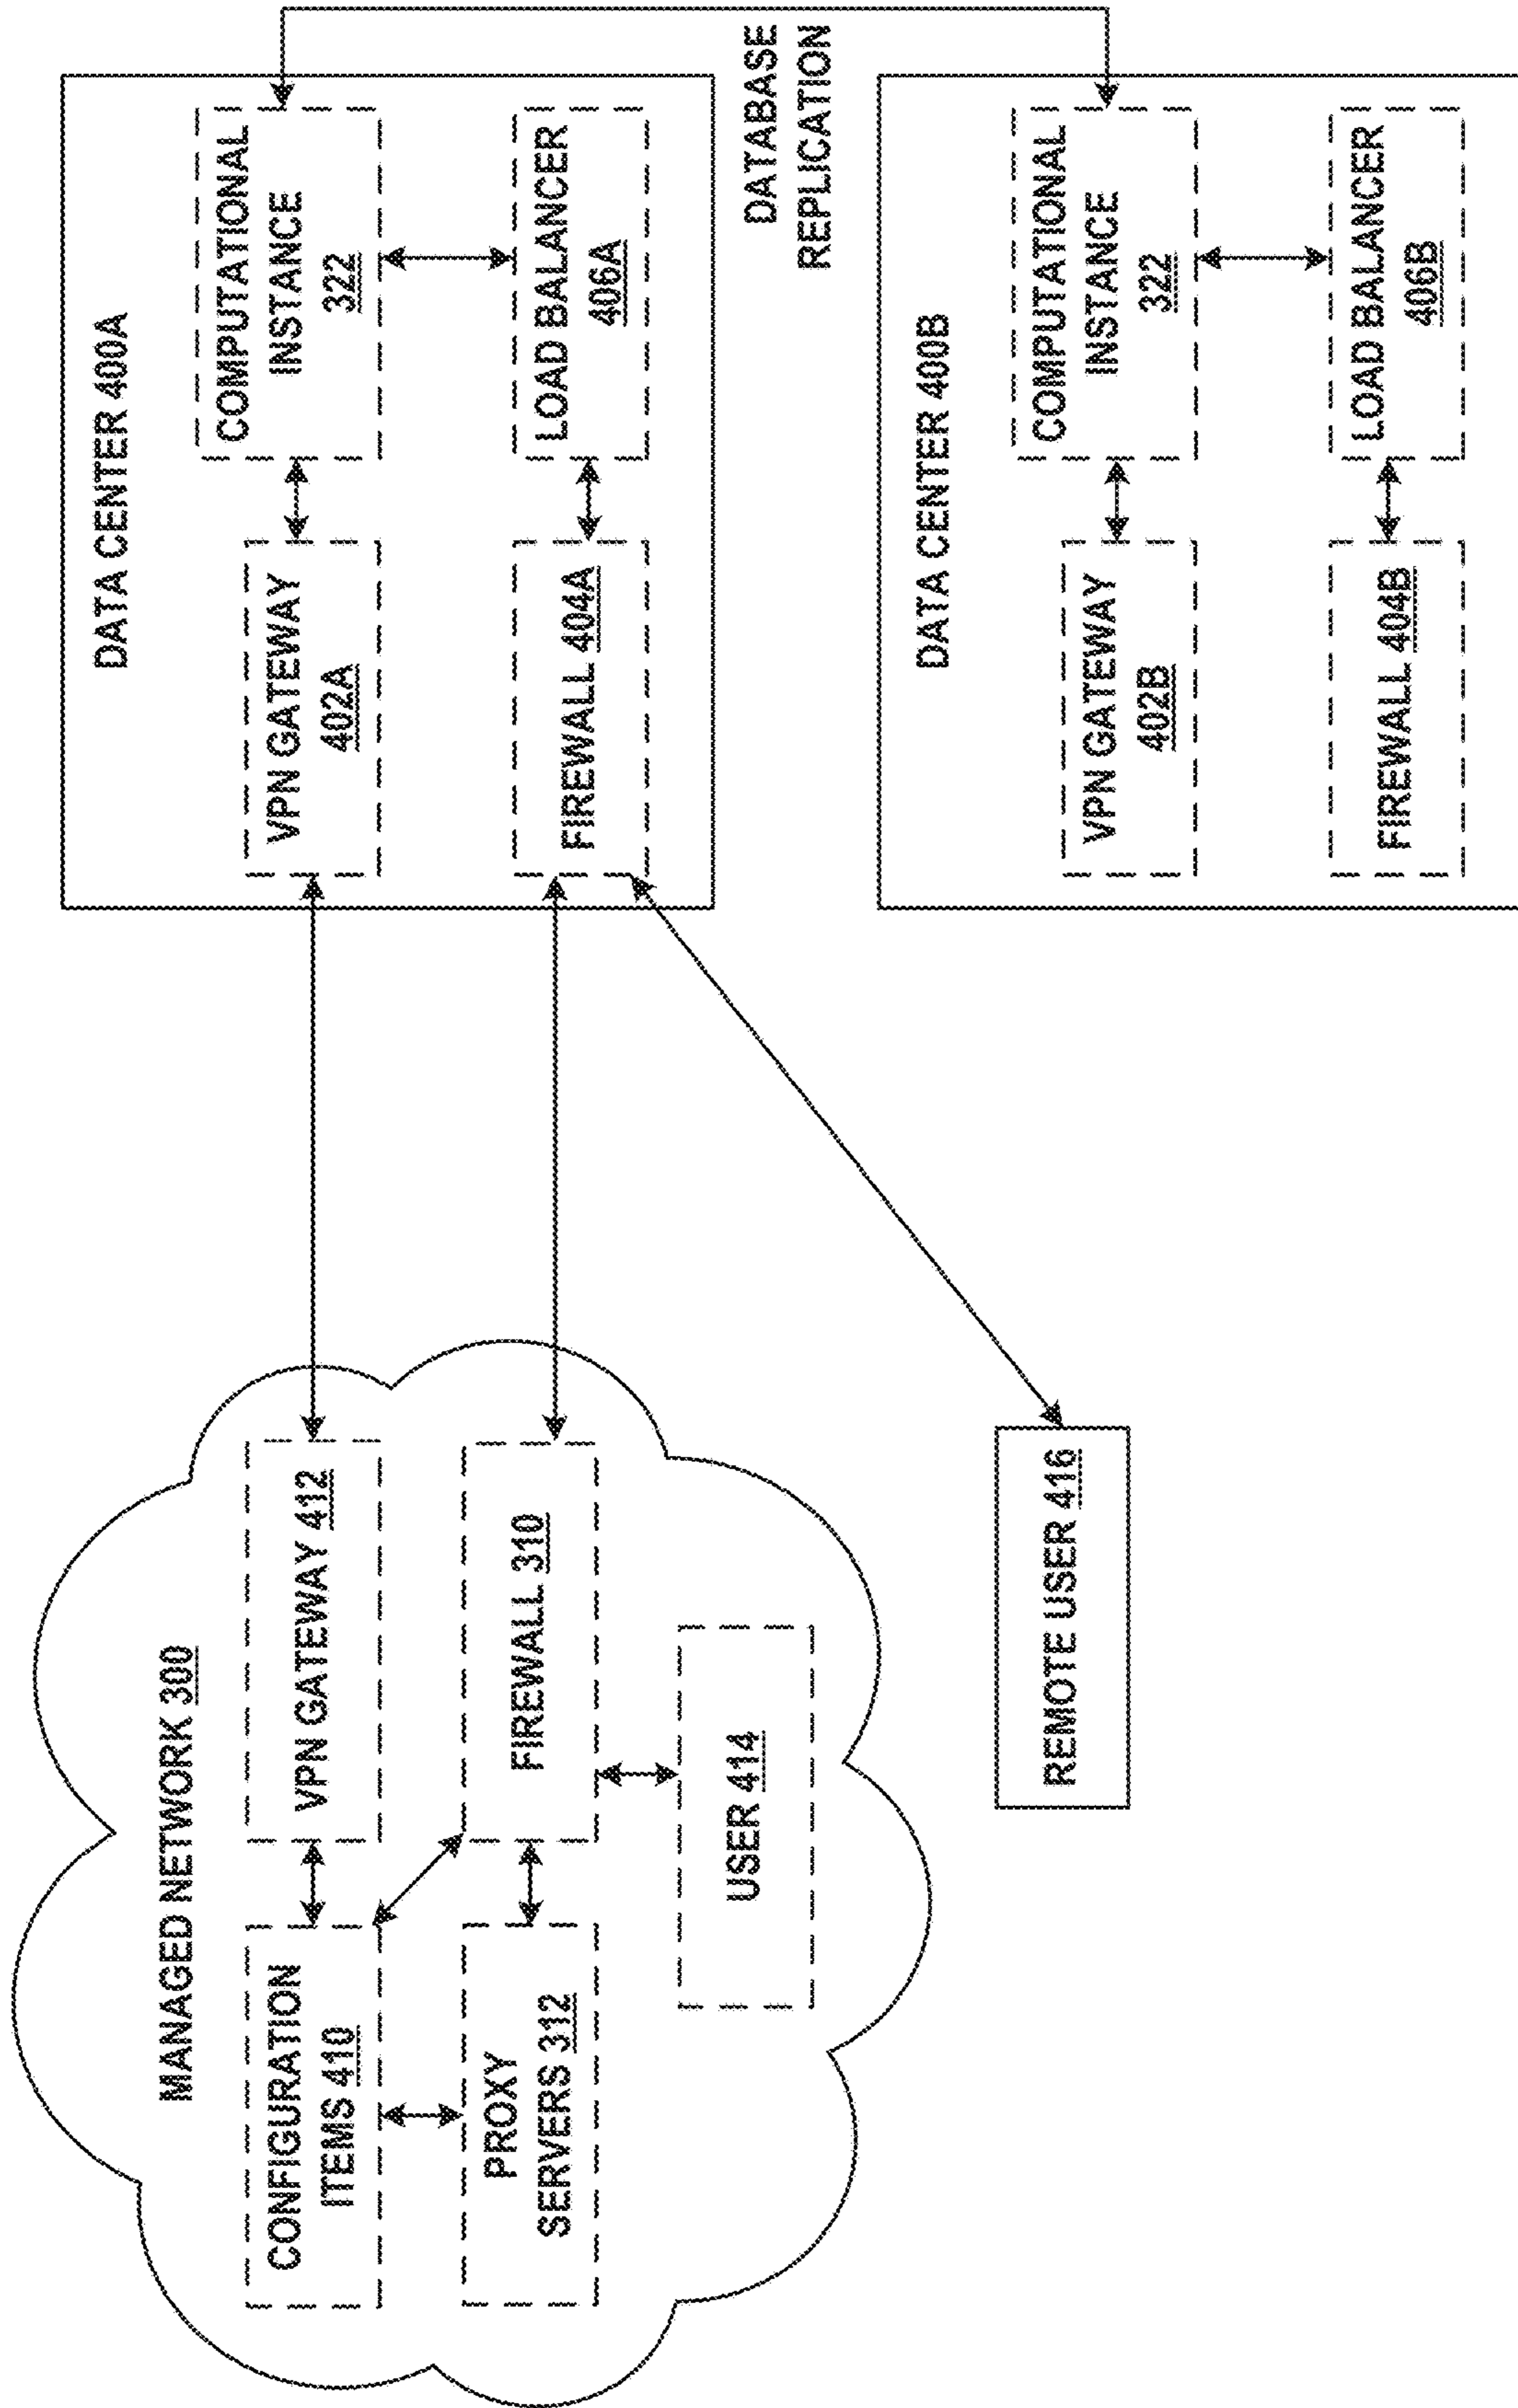 MANAGED NETWORK 300
CONFIGURATION
ITEMS 410
VPN GATEWAY 412
PROXY
SERVERS 312
FIREWALL 310
USER 414
REMOTE USER 416
DATA CENTER 400A
VPN GATEWAY
402A
COMPUTATIONAL
INSTANCE
322
FIREWALL 404A
LOAD BALANCER
406A
DATABASE
REPLICATION
DATA CENTER 400B
VPN GATEWAY
402B
COMPUTATIONAL
INSTANCE
322
FIREWALL 404B
LOAD BALANCER
406B